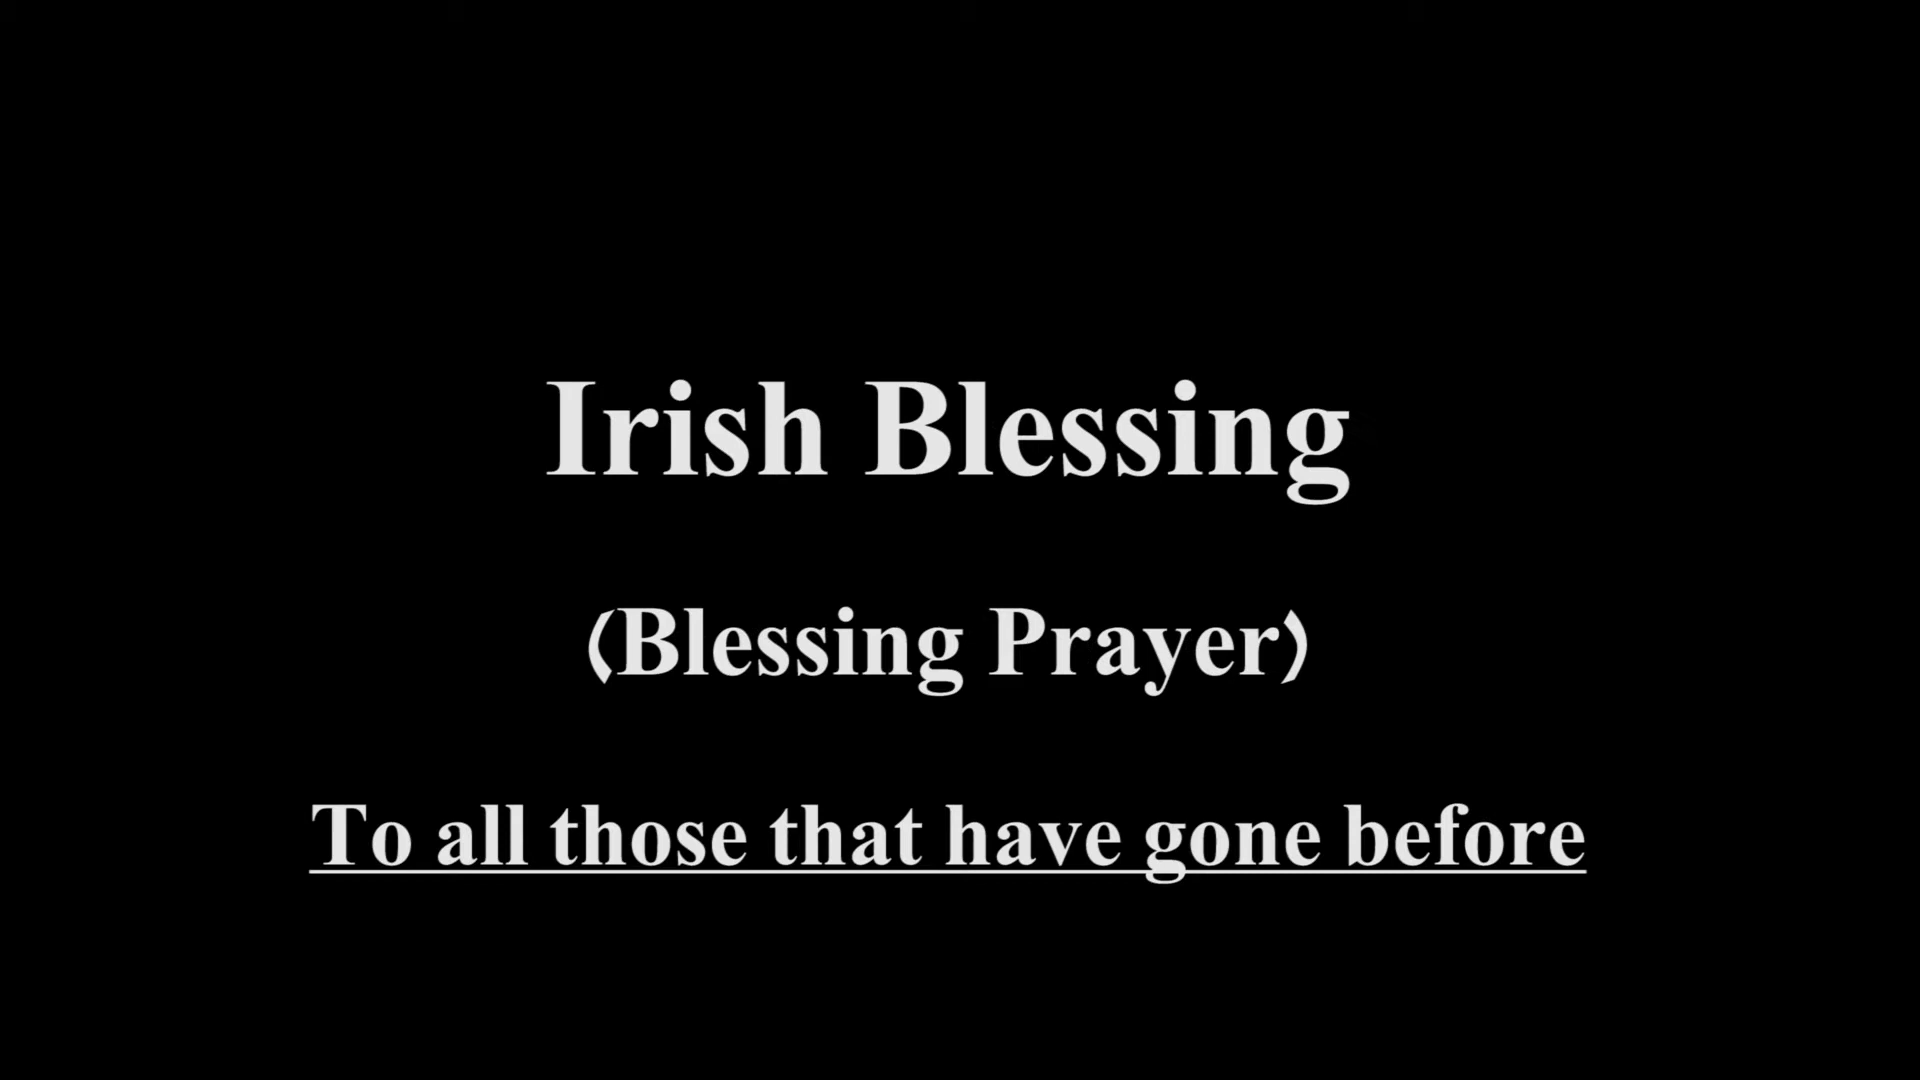 Irish Blessing
(Blessing Prayer)
To all those that have gone before